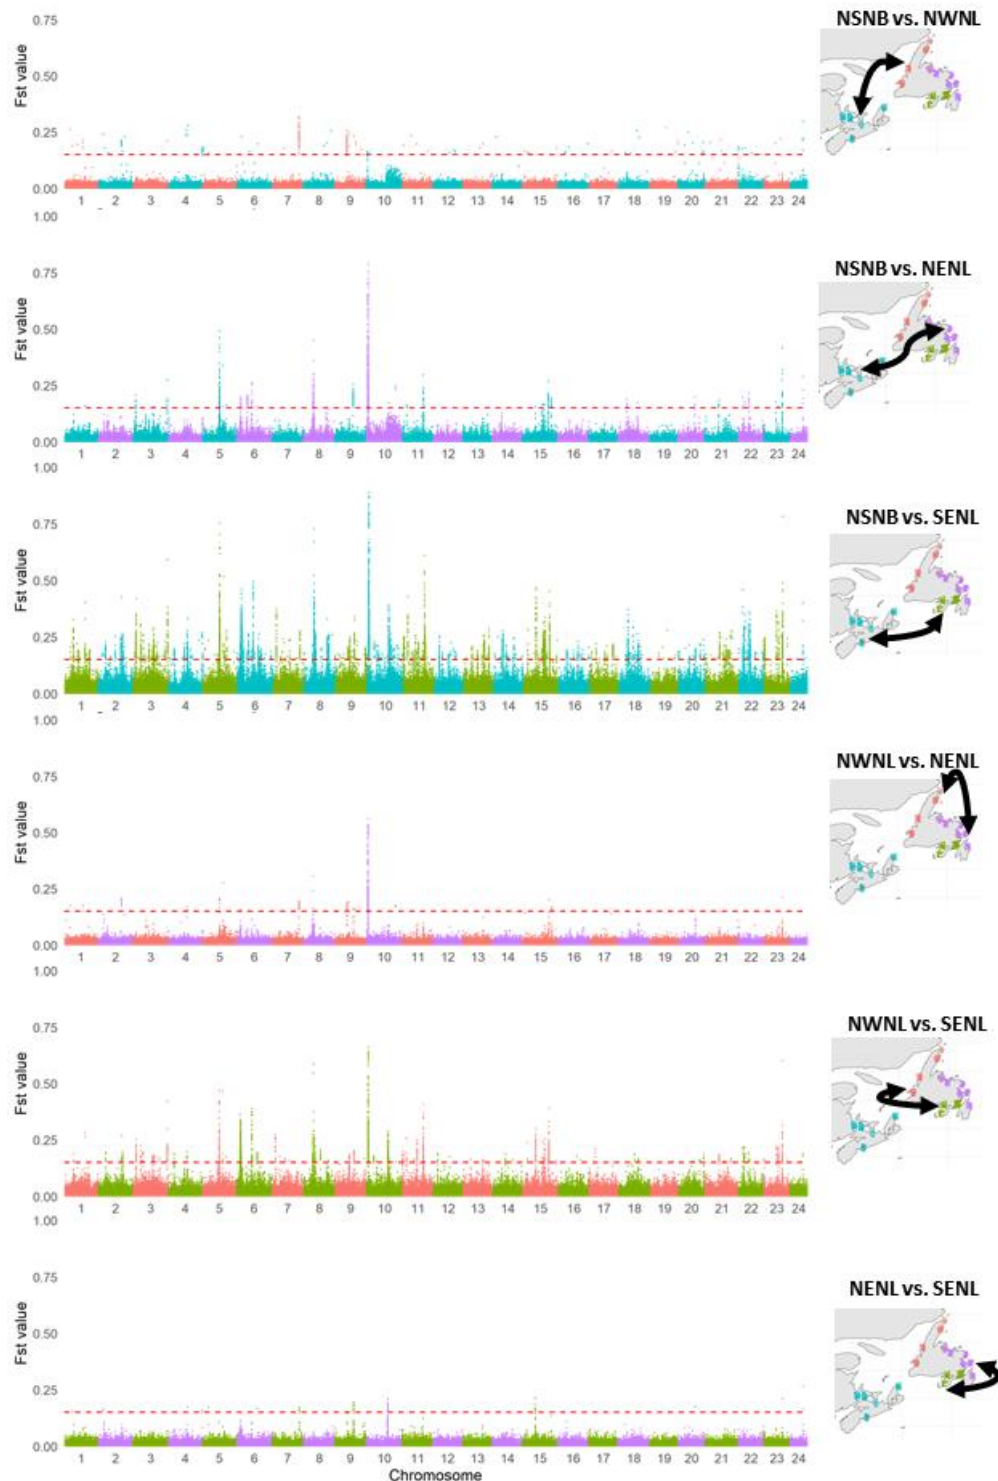 NSNB vs. NWNL
0.75
0.50
0.25
0.00
Fst value
1 2 3 4 5 6 7 8 9 10 11 12 13 14 15 16 17 18 19 20 21 22 23 24
NSNB vs. NENL
1.00
0.75
0.50
0.25
0.00
Fst value
1 2 3 4 5 6 7 8 9 10 11 12 13 14 15 16 17 18 19 20 21 22 23 24
NSNB vs. SENL
1.00
0.75
0.50
0.25
0.00
Fst value
1 2 3 4 5 6 7 8 9 10 11 12 13 14 15 16 17 18 19 20 21 22 23 24
NWNL vs. NENL
1.00
0.75
0.50
0.25
0.00
Fst value
1 2 3 4 5 6 7 8 9 10 11 12 13 14 15 16 17 18 19 20 21 22 23 24
NWNL vs. SENL
1.00
0.75
0.50
0.25
0.00
Fst value
1 2 3 4 5 6 7 8 9 10 11 12 13 14 15 16 17 18 19 20 21 22 23 24
NENL vs. SENL
1.00
0.75
0.50
0.25
0.00
Fst value
1 2 3 4 5 6 7 8 9 10 11 12 13 14 15 16 17 18 19 20 21 22 23 24
Chromosome